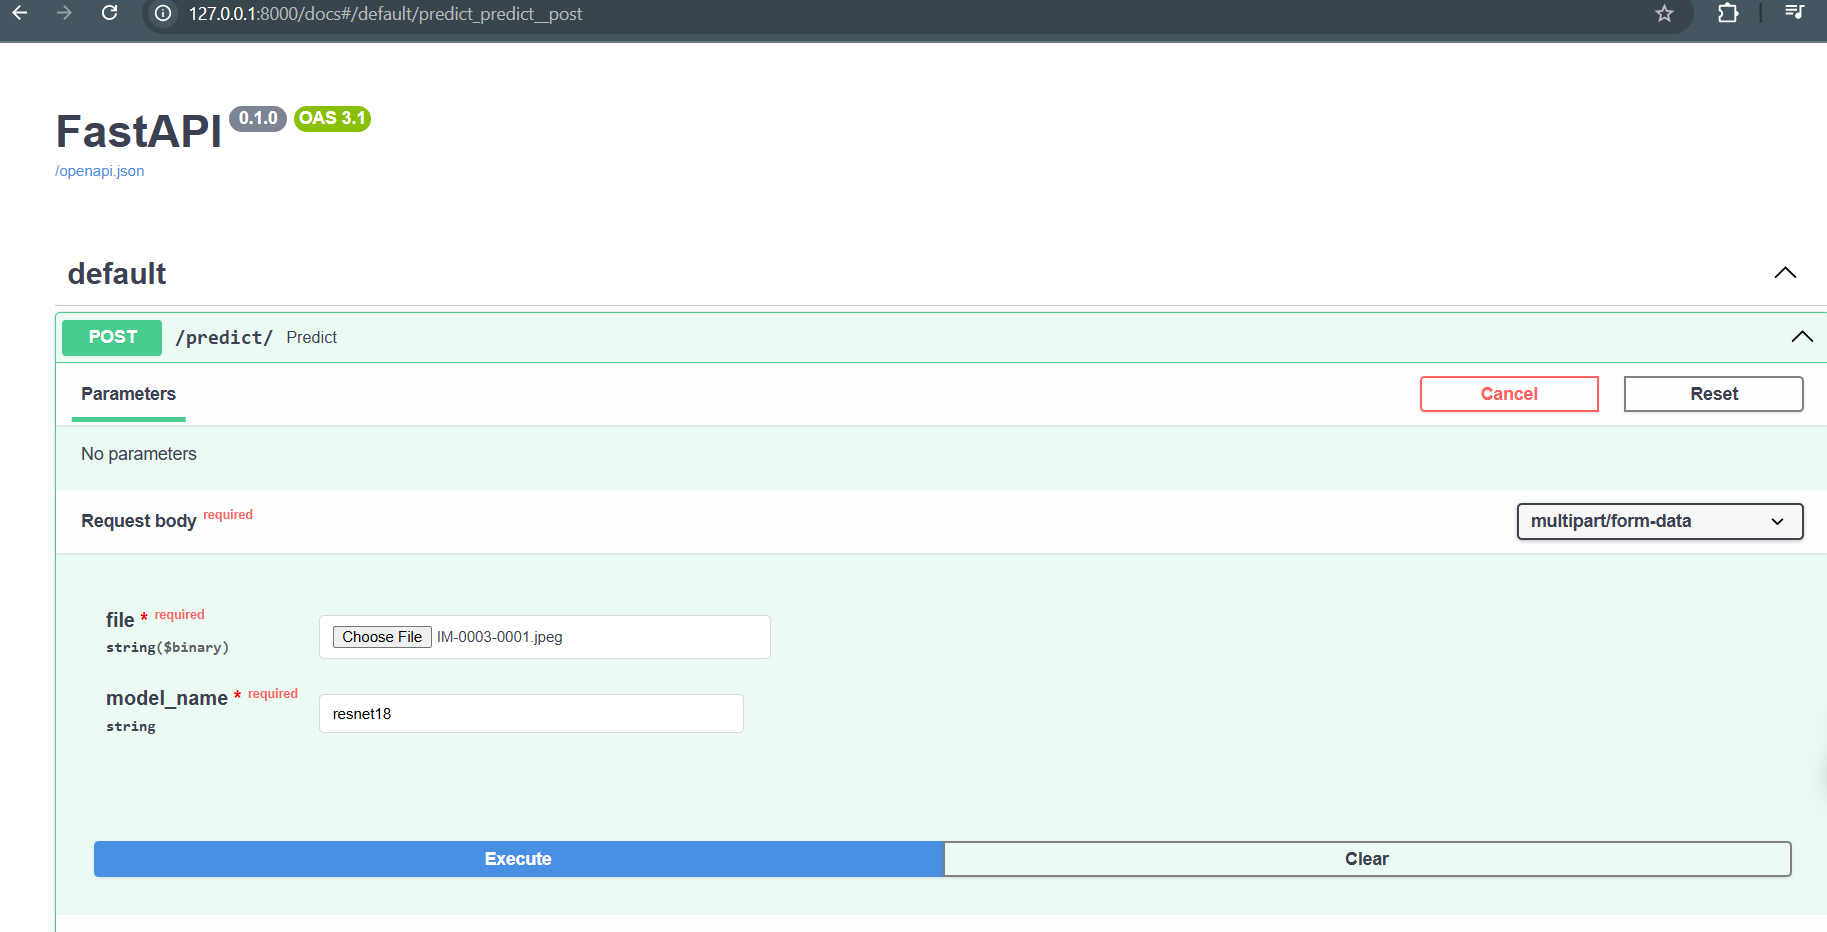 127.0.0.1:8000/docs#/default/predict_predict__post
FastAPI 0.1.0 OAS 3.1
/openapi.json
default
POST /predict/ Predict
Parameters Cancel Reset
No parameters
Request body required multipart/form-data
file * required
string($binary) Choose File IM-0003-0001.jpeg
model_name * required
string resnet18
Execute Clear